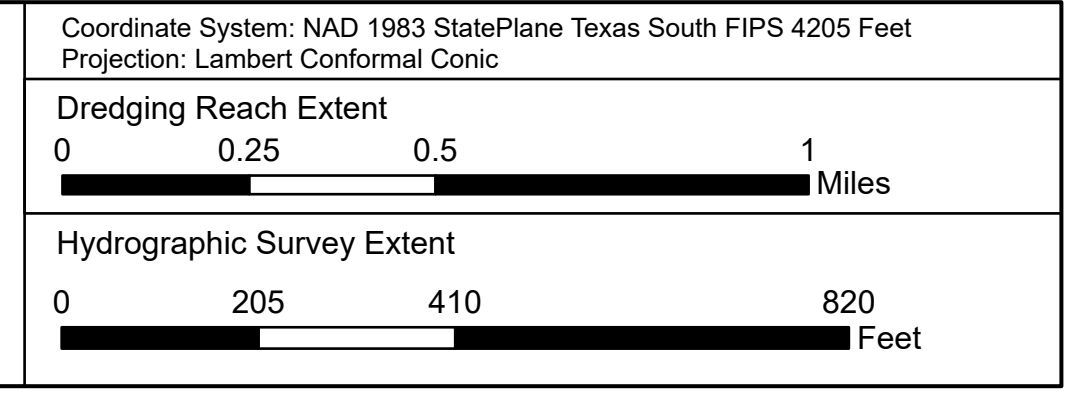 Coordinate System: NAD 1983 StatePlane Texas South FIPS 4205 Feet
Projection: Lambert Conformal Conic
Dredging Reach Extent
0 0.25 0.5 1
Miles
Hydrographic Survey Extent
0 205 410 820
Feet